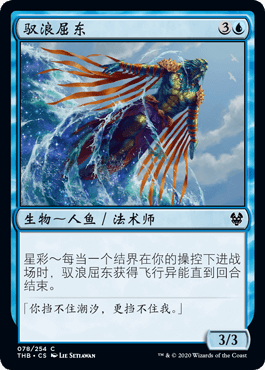 驭浪屈东 3
生物～人鱼／法术师
星彩～每当一个结界在你的操控下进战
场时，驭浪屈东获得飞行异能直到回合
结束。
「你挡不住潮汐，更挡不住我。」
3/3
078/254 C
THB • CS LIE SETIAWAN
™ & © 2020 Wizards of the Coast